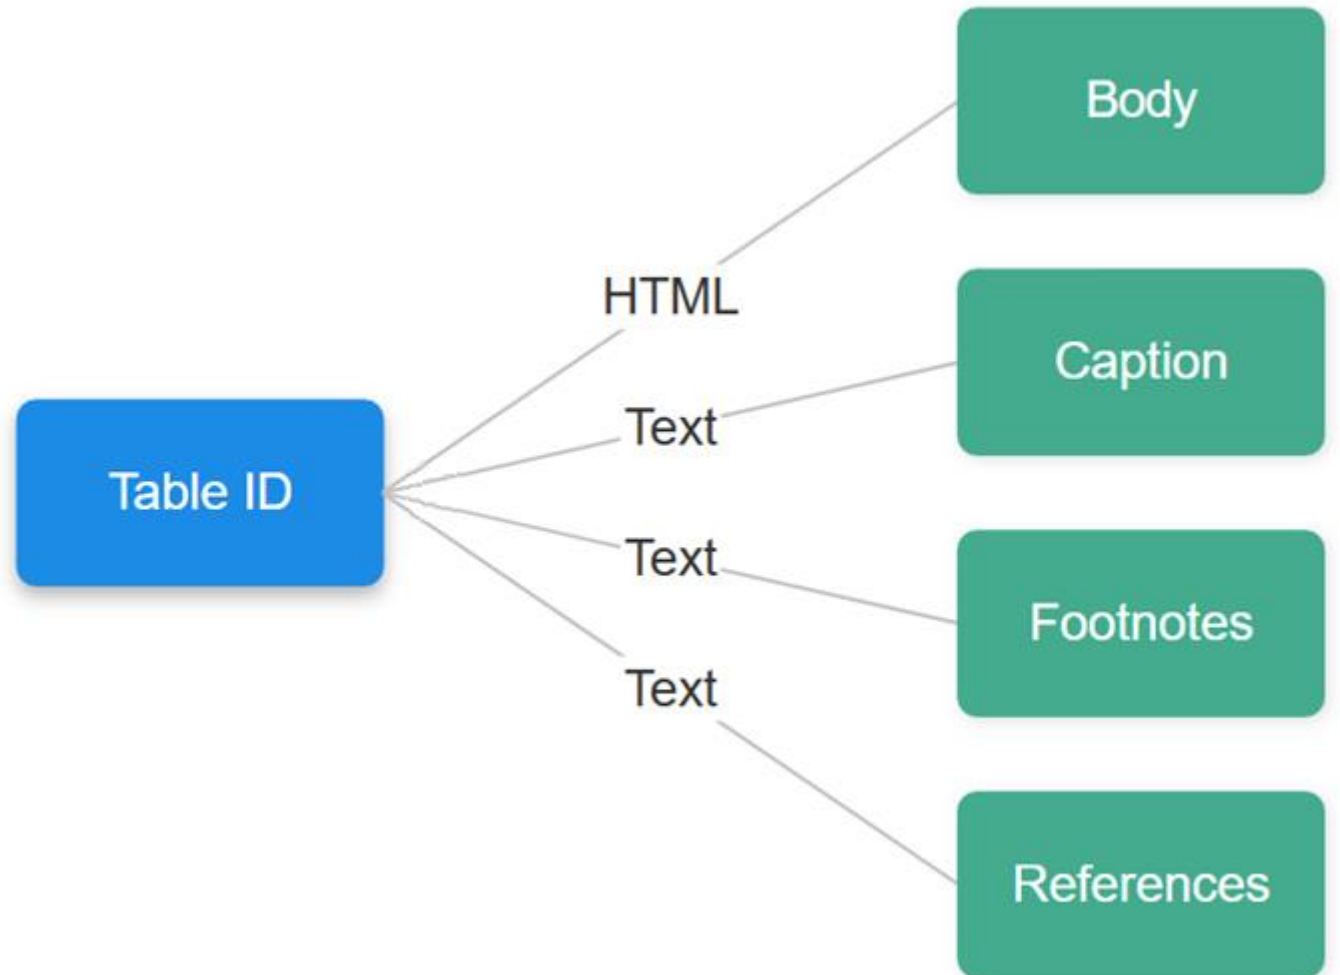 Body
HTML
Caption
Text
Table ID
Text
Footnotes
Text
References